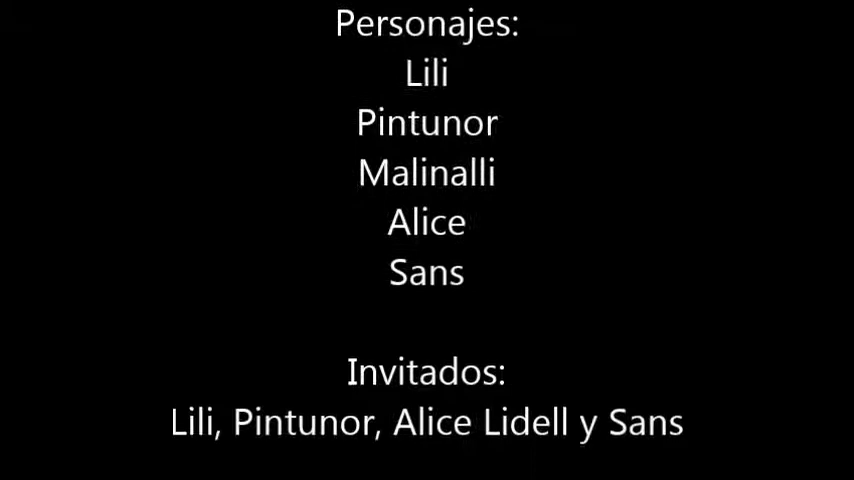 Personajes:
Lili
Pintunor
Malinalli
Alice
Sans
Invitados:
Lili, Pintunor, Alice Lidell y Sans